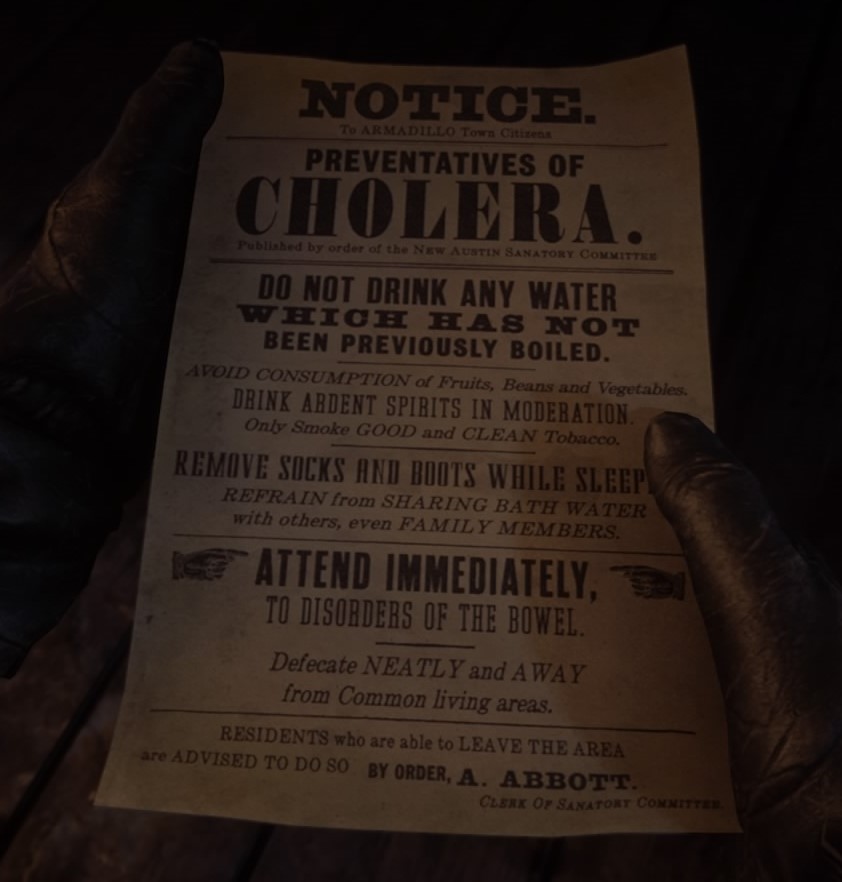 NOTICE.
To ARMADILLO Town Citizens
PREVENTATIVES OF
CHOLERA.
Published by order of the NEW AUSTIN SANATORY COMMITTEE
DO NOT DRINK ANY WATER
WHICH HAS NOT
BEEN PREVIOUSLY BOILED.
AVOID CONSUMPTION of Fruits, Beans and Vegetables.
DRINK ARDENT SPIRITS IN MODERATION.
Only Smoke GOOD and CLEAN Tobacco.
REMOVE SOCKS AND BOOTS WHILE SLEEP
REFRAIN from SHARING BATH WATER
with others, even FAMILY MEMBERS.
ATTEND IMMEDIATELY,
TO DISORDERS OF THE BOWEL.
Defecate NEATLY and AWAY
from Common living areas.
RESIDENTS who are able to LEAVE THE AREA
are ADVISED TO DO SO BY ORDER, A. ABBOTT.
CLERK OF SANATORY COMMITTEE.